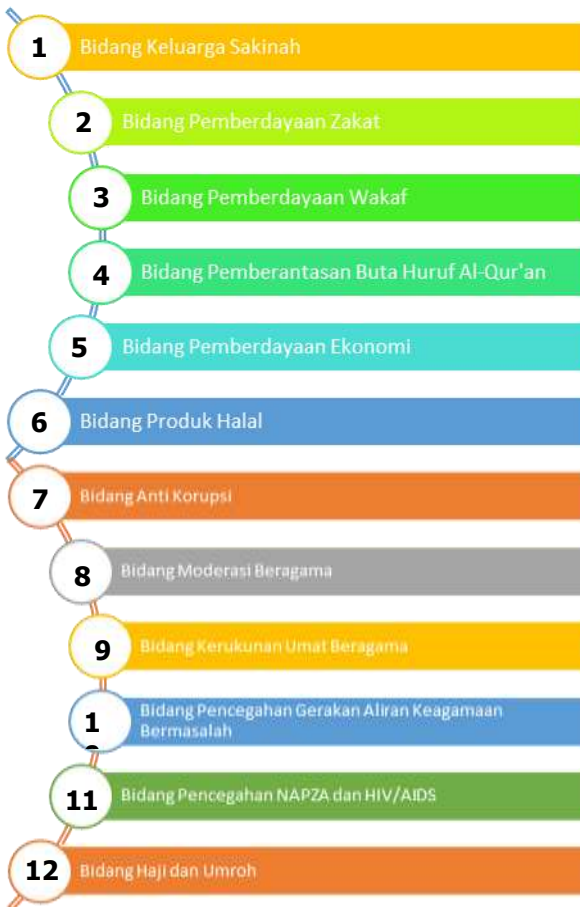 1 Bidang Keluarga Sakinah
2 Bidang Pemberdayaan Zakat
3 Bidang Pemberdayaan Wakaf
4 Bidang Pemberantasan Buta Huruf Al-Qur'an
5 Bidang Pemberdayaan Ekonomi
6 Bidang Produk Halal
7 Bidang Anti Korupsi
8 Bidang Moderasi Beragama
9 Bidang Kerukunan Umat Beragama
1 Bidang Pencegahan Gerakan Aliran Keagamaan
Bermasalah
11 Bidang Pencegahan NAPZA dan HIV/AIDS
12 Bidang Haji dan Umroh